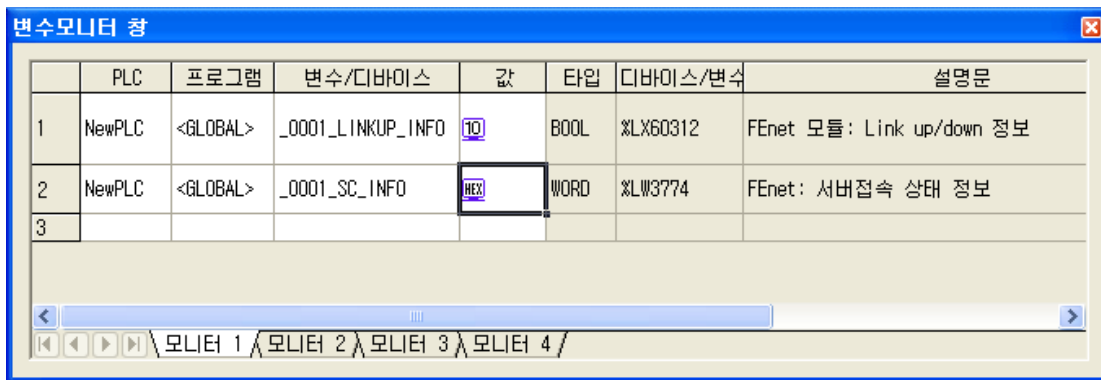 변수모니터 창
PLC 프로그램 변수/디바이스 값 타입 디바이스/변수 설명문
1 NewPLC <GLOBAL> _0001_LINKUP_INFO 10 BOOL %LX60312 FEnet 모듈: Link up/down 정보
2 NewPLC <GLOBAL> _0001_SC_INFO HEX WORD %LW3774 FEnet: 서버접속 상태 정보
3
모니터 1 모니터 2 모니터 3 모니터 4